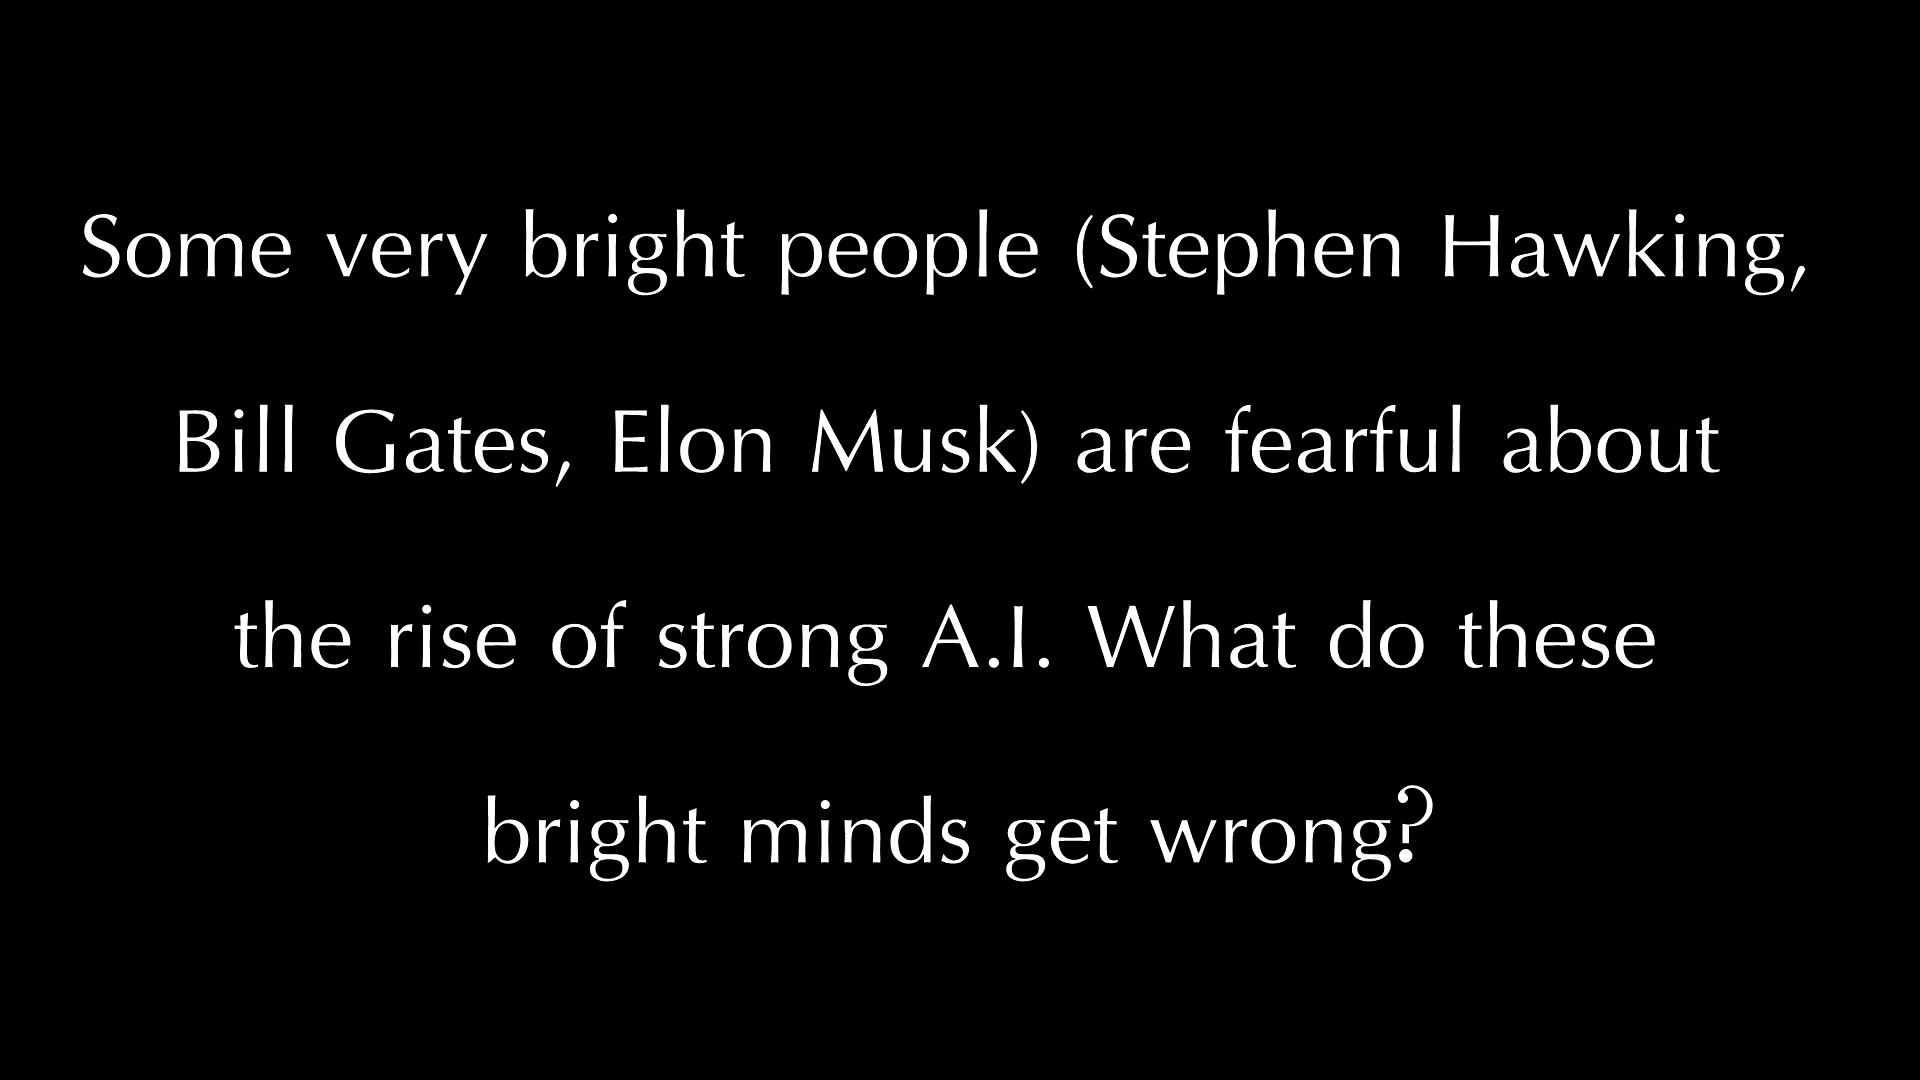 Some very bright people (Stephen Hawking,
Bill Gates, Elon Musk) are fearful about
the rise of strong A.I. What do these
bright minds get wrong?